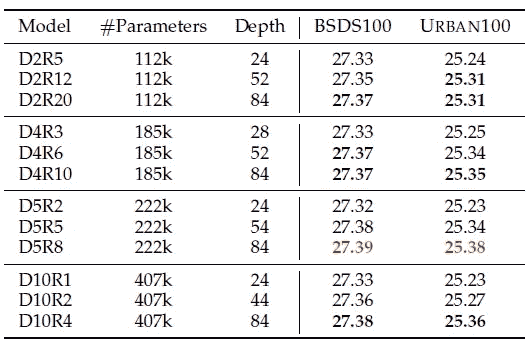 Model #Parameters Depth BSDS100 URBAN100
D2R5 112k 24 27.33 25.24
D2R12 112k 52 27.35 25.31
D2R20 112k 84 27.37 25.31
D4R3 185k 28 27.33 25.25
D4R6 185k 52 27.37 25.34
D4R10 185k 84 27.37 25.35
D5R2 222k 24 27.32 25.23
D5R5 222k 54 27.38 25.34
D5R8 222k 84 27.39 25.38
D10R1 407k 24 27.33 25.23
D10R2 407k 44 27.36 25.27
D10R4 407k 84 27.38 25.36